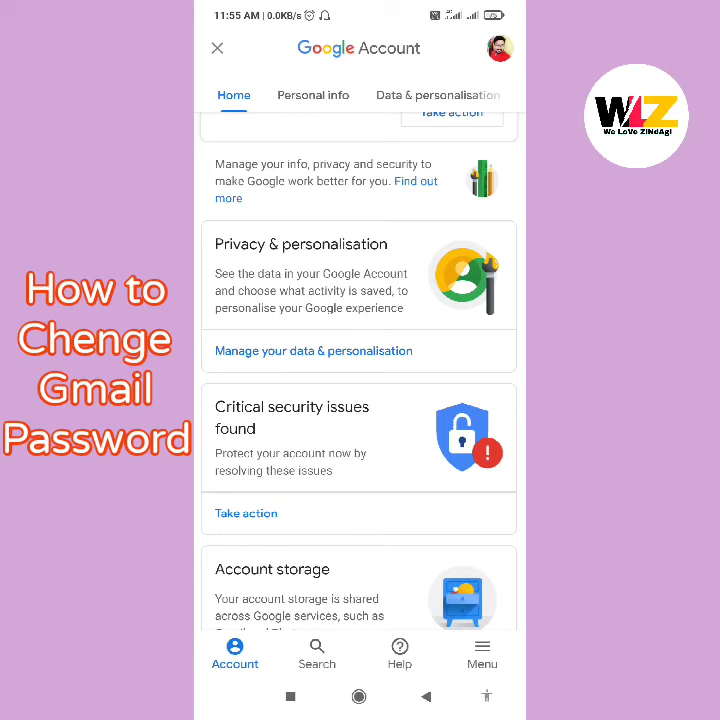 11:55 AM | 0.0KB/s
Google Account
Home Personal info Data & personalisation
Take action
Manage your info, privacy and security to
make Google work better for you. Find out
more
Privacy & personalisation
See the data in your Google Account
and choose what activity is saved, to
personalise your Google experience
Manage your data & personalisation
Critical security issues
found
Protect your account now by
resolving these issues
Take action
Account storage
Your account storage is shared
across Google services, such as
Account Search Help Menu
How to
Chenge
Gmail
Password
WLZ
We LoVe ZiNdAgi